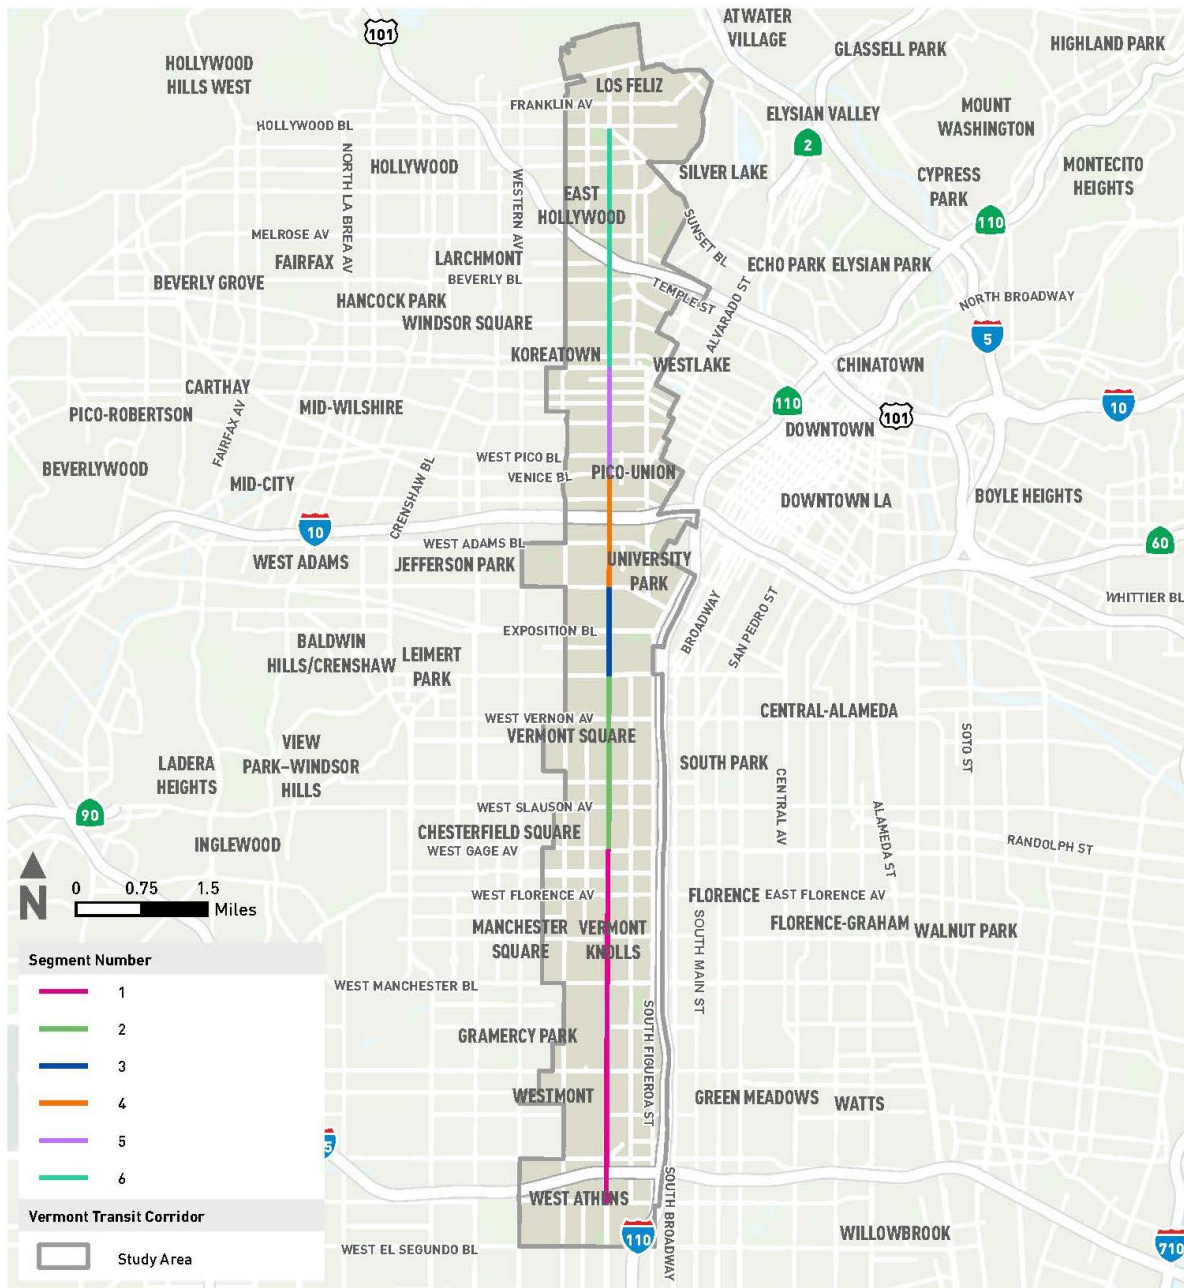 101
ATWATER
VILLAGE
GLASSELL PARK
HIGHLAND PARK
HOLLYWOOD
HILLS WEST
LOS FELIZ
FRANKLIN AV
ELYSIAN VALLEY
MOUNT
WASHINGTON
HOLLYWOOD BL
2
NORTH LA BREA AV
HOLLYWOOD
WESTERN AV
SILVER LAKE
CYPRESS
PARK
MONTECITO
HEIGHTS
EAST
HOLLYWOOD
110
SUNSET BL
MELROSE AV
FAIRFAX
LARCHMONT
ECHO PARK
ELYSIAN PARK
BEVERLY GROVE
BEVERLY BL
TEMPLE ST
HANCOCK PARK
NORTH BROADWAY
ALVARADO ST
WINDSOR SQUARE
5
KOREATOWN
WESTLAKE
CHINATOWN
CARTHAY
110
10
PICO-ROBERTSON
MID-WILSHIRE
101
FAIRFAX AV
DOWNTOWN
BEVERLYWOOD
WEST PICO BL
PICO-UNION
VENICE BL
MID-CITY
CRENSHAW BL
DOWNTOWN LA
BOYLE HEIGHTS
10
WEST ADAMS BL
60
WEST ADAMS
JEFFERSON PARK
UNIVERSITY
PARK
WHITTIER BL
BROADWAY
SAN PEDRO ST
EXPOSITION BL
BALDWIN
HILLS/CRENSHAW
LEIMERT
PARK
WEST VERNON AV
CENTRAL-ALAMEDA
VERMONT SQUARE
SOTO ST
VIEW
PARK–WINDSOR
HILLS
LADERA
HEIGHTS
SOUTH PARK
CENTRAL AV
ALAMEDA ST
WEST SLAUSON AV
90
CHESTERFIELD SQUARE
INGLEWOOD
WEST GAGE AV
RANDOLPH ST
N
0 0.75 1.5
Miles
WEST FLORENCE AV
FLORENCE
EAST FLORENCE AV
MANCHESTER
SQUARE
VERMONT
KNOLLS
FLORENCE-GRAHAM
WALNUT PARK
SOUTH MAIN ST
Segment Number
1
2
3
4
5
6
WEST MANCHESTER BL
SOUTH FIGUEROA ST
GRAMERCY PARK
WESTMONT
GREEN MEADOWS
WATTS
5
WEST ATHENS
SOUTH BROADWAY
Vermont Transit Corridor
Study Area
WEST EL SEGUNDO BL
110
WILLOWBROOK
710